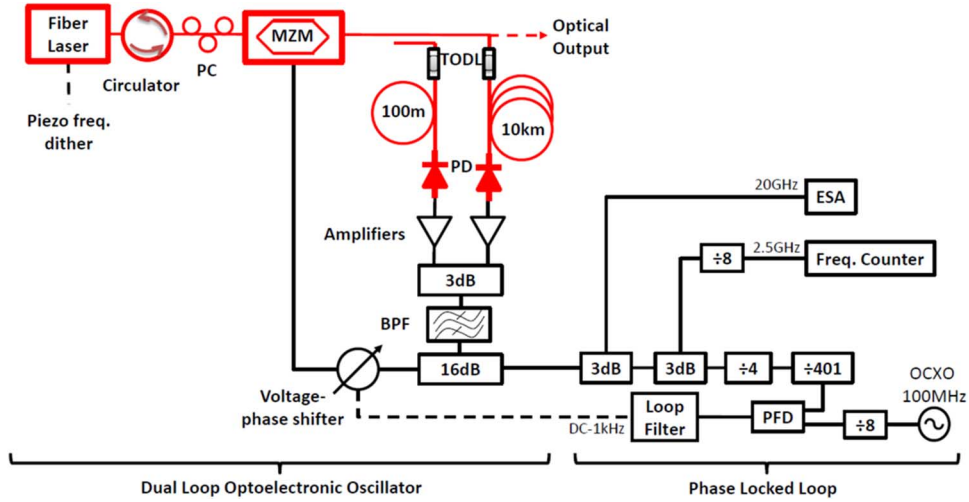 Fiber
Laser
MZM
Optical
Output
TODL
Circulator
PC
Piezo freq.
dither
100m
10km
PD
20GHz
ESA
Amplifiers
÷8
2.5GHz
Freq. Counter
3dB
BPF
16dB
3dB
3dB
÷4
÷401
OCXO
100MHz
Voltage-
phase shifter
DC-1kHz
Loop
Filter
PFD
÷8
Dual Loop Optoelectronic Oscillator
Phase Locked Loop